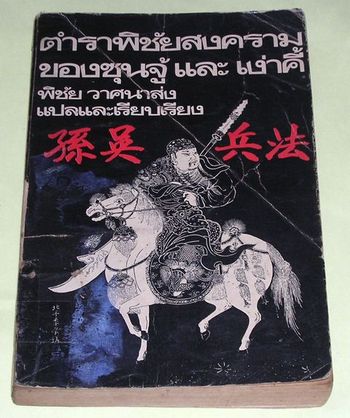 ตำราพิชัยสงคราม
ของซุนจู้ และ เง่าคี้
พิชัย วาศนาส่ง
แปลและเรียบเรียง
孫吳 兵法